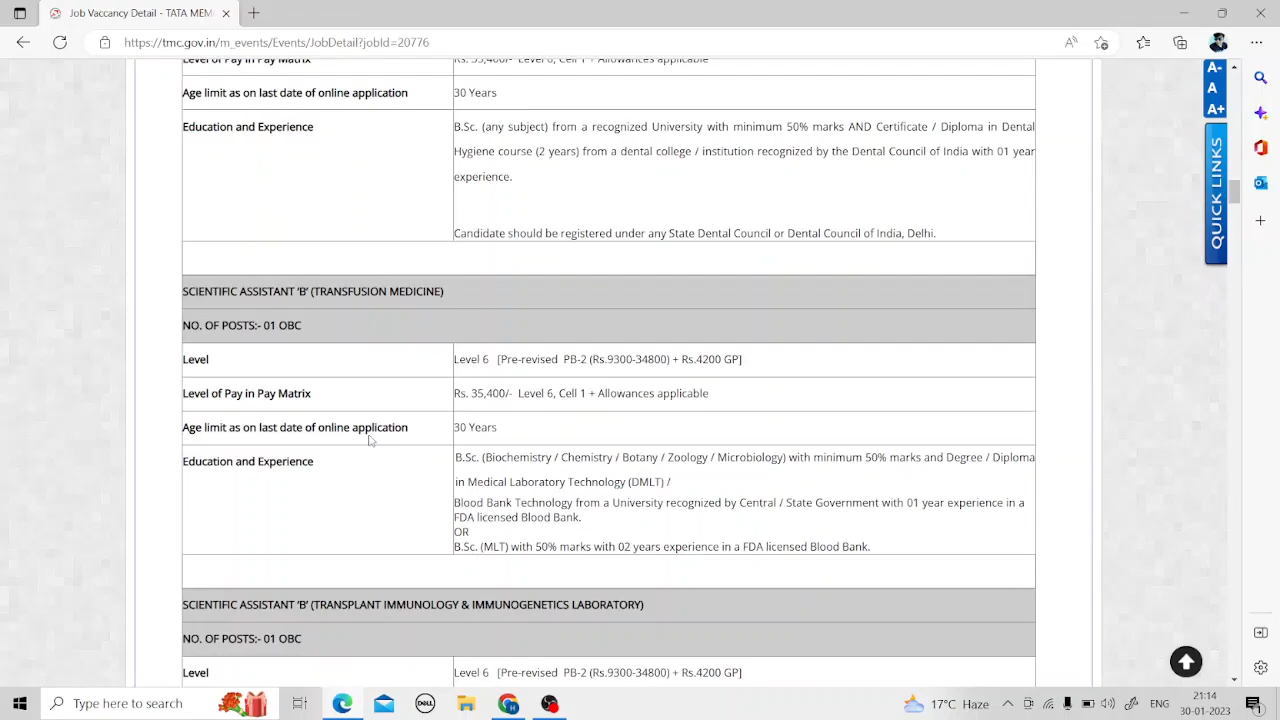 Job Vaccancy Detail - TATA MEM
https://tmc.gov.in/m_events/Events/JobDetail?jobId=20776
A-
A
A+
QUICK LINKS
Level of Pay in Pay Matrix
Rs. 35,400/- Level 6, Cell 1 + Allowances applicable
Age limit as on last date of online application
30 Years
Education and Experience
B.Sc. (any subject) from a recognized University with minimum 50% marks AND Certificate / Diploma in Dental
Hygiene course (2 years) from a dental college / institution recognized by the Dental Council of India with 01 year
experience.
Candidate should be registered under any State Dental Council or Dental Council of India, Delhi.
SCIENTIFIC ASSISTANT 'B' (TRANSFUSION MEDICINE)
NO. OF POSTS:- 01 OBC
Level
Level 6 [Pre-revised PB-2 (Rs.9300-34800) + Rs.4200 GP]
Level of Pay in Pay Matrix
Rs. 35,400/- Level 6, Cell 1 + Allowances applicable
Age limit as on last date of online application
30 Years
Education and Experience
B.Sc. (Biochemistry / Chemistry / Botany / Zoology / Microbiology) with minimum 50% marks and Degree / Diploma
in Medical Laboratory Technology (DMLT) /
Blood Bank Technology from a University recognized by Central / State Government with 01 year experience in a
FDA licensed Blood Bank.
OR
B.Sc. (MLT) with 50% marks with 02 years experience in a FDA licensed Blood Bank.
SCIENTIFIC ASSISTANT 'B' (TRANSPLANT IMMUNOLOGY & IMMUNOGENETICS LABORATORY)
NO. OF POSTS:- 01 OBC
Level
Level 6 [Pre-revised PB-2 (Rs.9300-34800) + Rs.4200 GP]
Type here to search
DELL
H
17°C Haze
ENG
21:14
30-01-2023